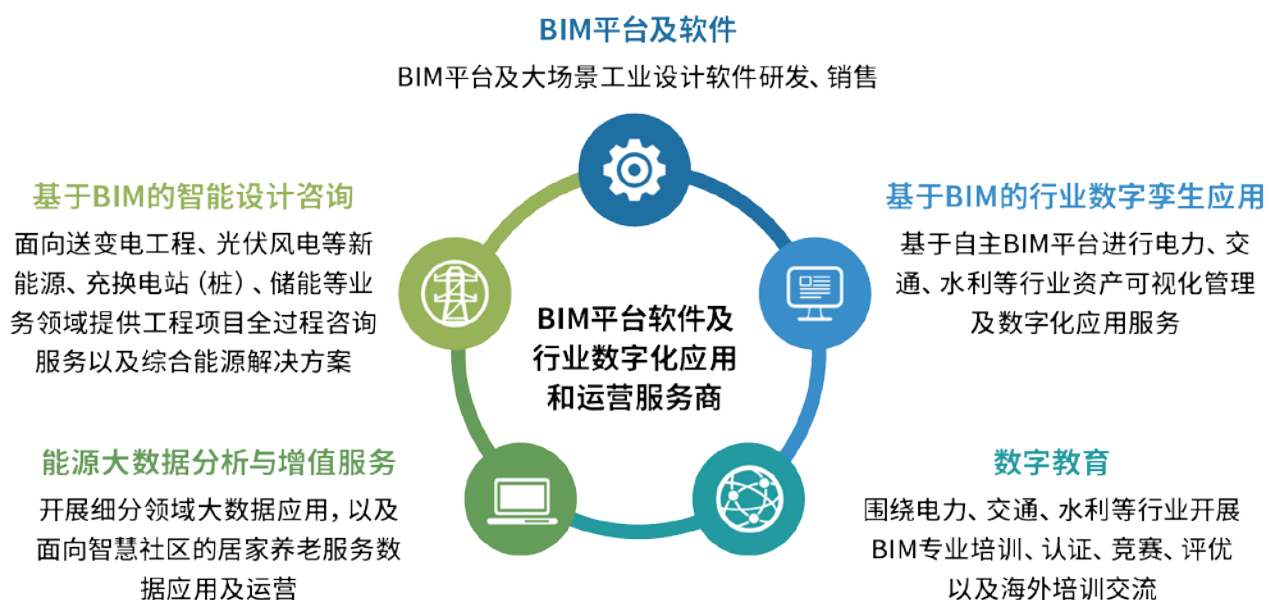 BIM平台及软件
BIM平台及大场景工业设计软件研发、销售
基于BIM的智能设计咨询
面向送变电工程、光伏风电等新
能源、充换电站（桩）、储能等业
务领域提供工程项目全过程咨询
服务以及综合能源解决方案
基于BIM的行业数字孪生应用
基于自主BIM平台进行电力、交
通、水利等行业资产可视化管理
及数字化应用服务
BIM平台软件及
行业数字化应用
和运营服务商
能源大数据分析与增值服务
开展细分领域大数据应用，以及
面向智慧社区的居家养老服务数
据应用及运营
数字教育
围绕电力、交通、水利等行业开展
BIM专业培训、认证、竞赛、评优
以及海外培训交流